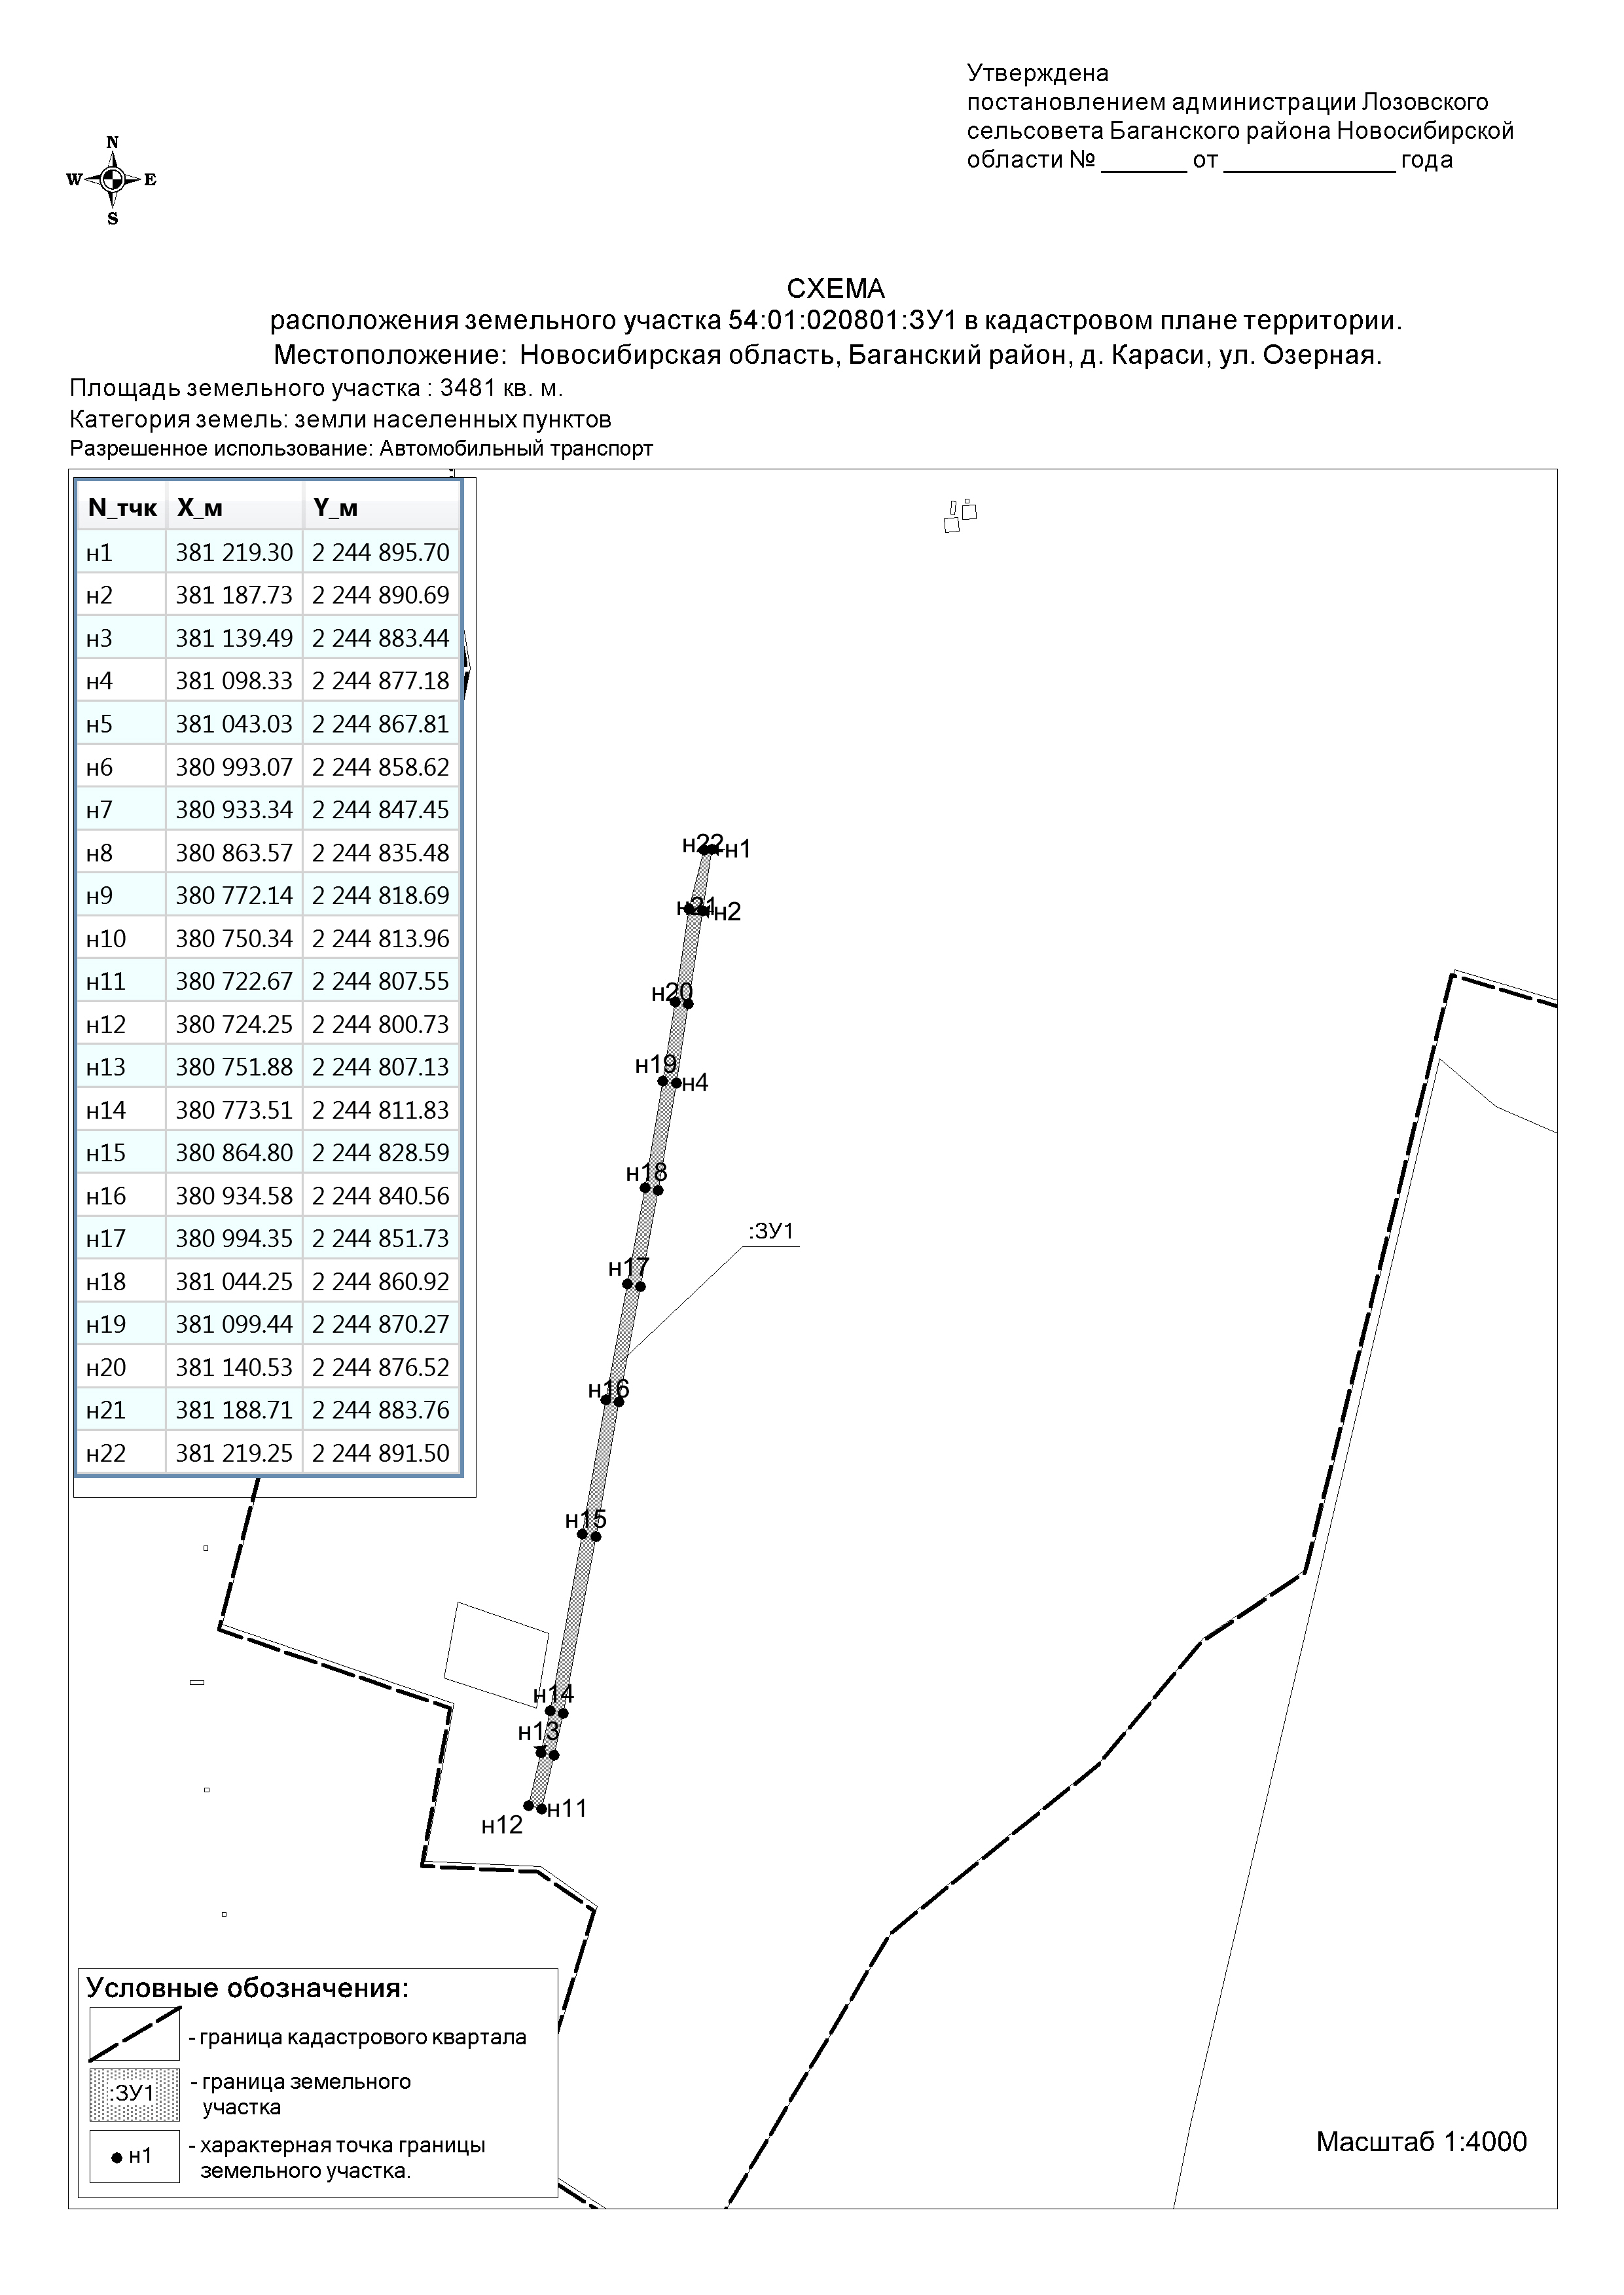 Утверждена
постановлением администрации Лозовского
сельсовета Баганского района Новосибирской
области № ______ от ____________ года
N
W E
S
СХЕМА
расположения земельного участка 54:01:020801:ЗУ1 в кадастровом плане территории.
Местоположение: Новосибирская область, Баганский район, д. Караси, ул. Озерная.
Площадь земельного участка : 3481 кв. м.
Категория земель: земли населенных пунктов
Разрешенное использование: Автомобильный транспорт
N_тчк X_м Y_м
н1 381 219.30 2 244 895.70
н2 381 187.73 2 244 890.69
н3 381 139.49 2 244 883.44
н4 381 098.33 2 244 877.18
н5 381 043.03 2 244 867.81
н6 380 993.07 2 244 858.62
н7 380 933.34 2 244 847.45
н8 380 863.57 2 244 835.48
н9 380 772.14 2 244 818.69
н10 380 750.34 2 244 813.96
н11 380 722.67 2 244 807.55
н12 380 724.25 2 244 800.73
н13 380 751.88 2 244 807.13
н14 380 773.51 2 244 811.83
н15 380 864.80 2 244 828.59
н16 380 934.58 2 244 840.56
н17 380 994.35 2 244 851.73
н18 381 044.25 2 244 860.92
н19 381 099.44 2 244 870.27
н20 381 140.53 2 244 876.52
н21 381 188.71 2 244 883.76
н22 381 219.25 2 244 891.50
н22 н1
н21 н2
н20
н19
н4
н18
:ЗУ1
н17
н16
н15
н14
н13
н11
н12
Условные обозначения:
- граница кадастрового квартала
:ЗУ1
- граница земельного
участка
н1
- характерная точка границы
земельного участка.
Масштаб 1:4000